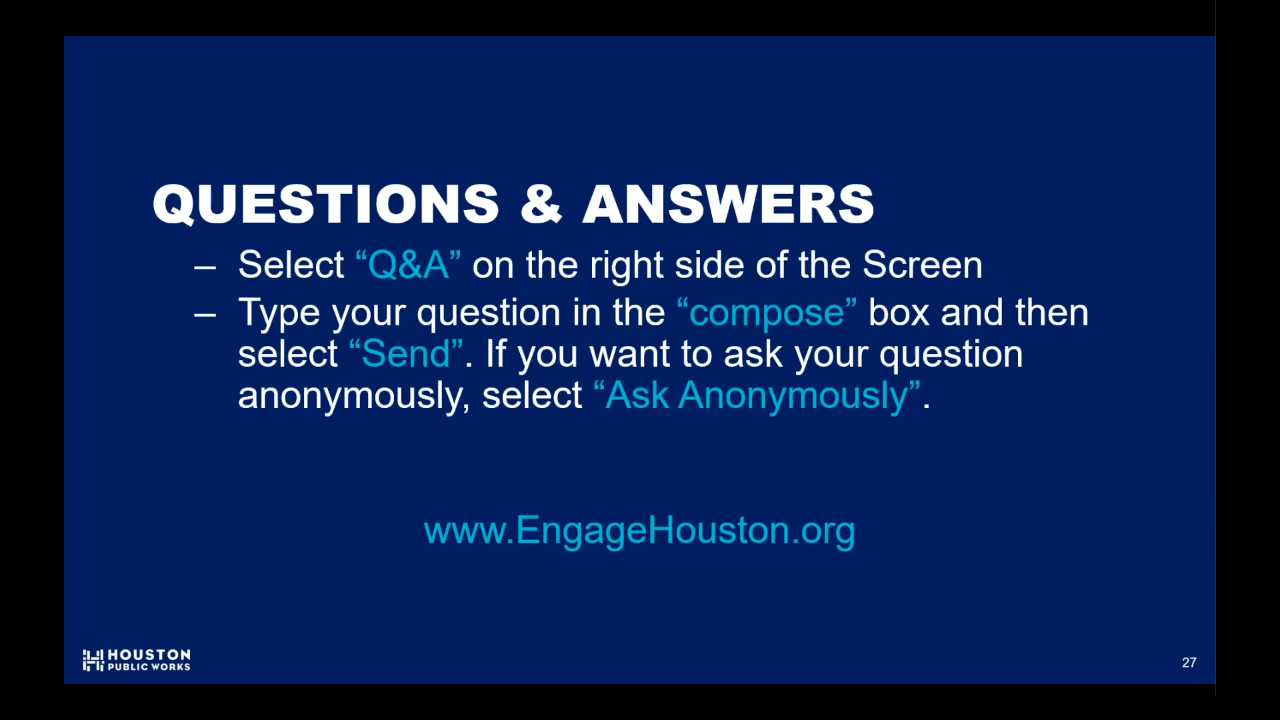 QUESTIONS & ANSWERS
– Select “Q&A” on the right side of the Screen
– Type your question in the “compose” box and then
select “Send”. If you want to ask your question
anonymously, select “Ask Anonymously”.
www.EngageHouston.org
HOUSTON
PUBLIC WORKS
27